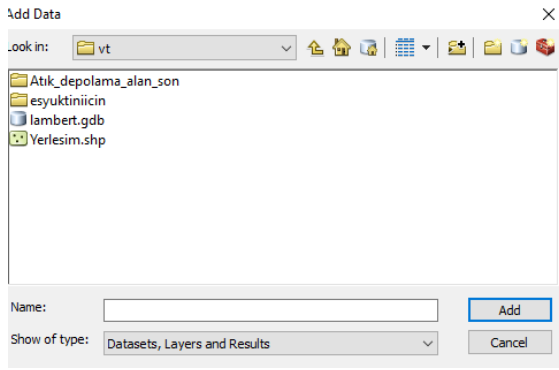 Add Data
Look in:
vt
Atık_depolama_alan_son
esyuktiniicin
lambert.gdb
Yerlesim.shp
Name:
Add
Show of type:
Datasets, Layers and Results
Cancel